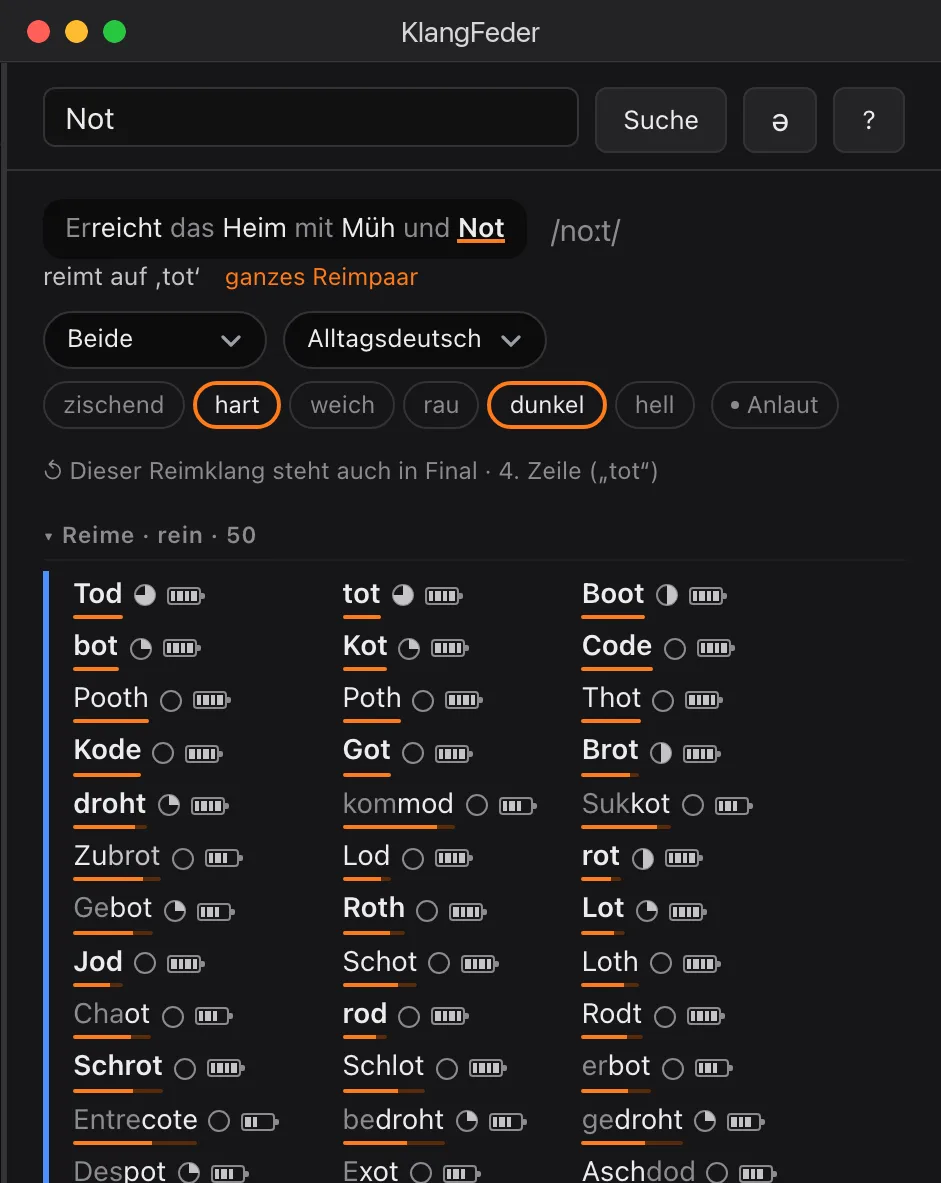 KlangFeder
Not Suche ə ?
Erreicht das Heim mit Müh und Not /noːt/
reimt auf ‚tot‘ ganzes Reimpaar
Beide Alltagsdeutsch
zischend hart weich rau dunkel hell • Anlaut
Dieser Reimklang steht auch in Final · 4. Zeile („tot“)
Reime · rein · 50
Tod tot Boot
bot Kot Code
Pooth Poth Thot
Kode Got Brot
droht kommod Sukkot
Zubrot Lod rot
Gebot Roth Lot
Jod Schot Loth
Chaot rod Rodt
Schrot Schlot erbot
Entrecote bedroht gedroht
Despot Exot Aschdod